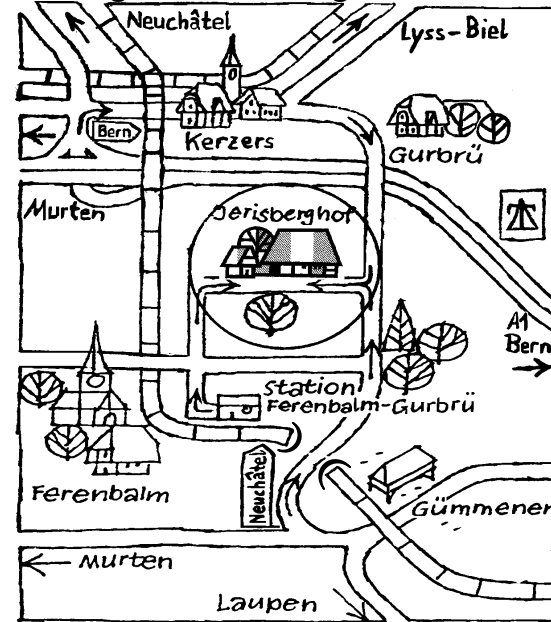 Neuchâtel
Lyss-Biel
Bern
Kerzers
Gurbrü
Murten
Jerisberghof
A1
Bern
Station
Ferenbalm-Gurbrü
Ferenbalm
Neuchâtel
Gümmenen
Murten
Laupen